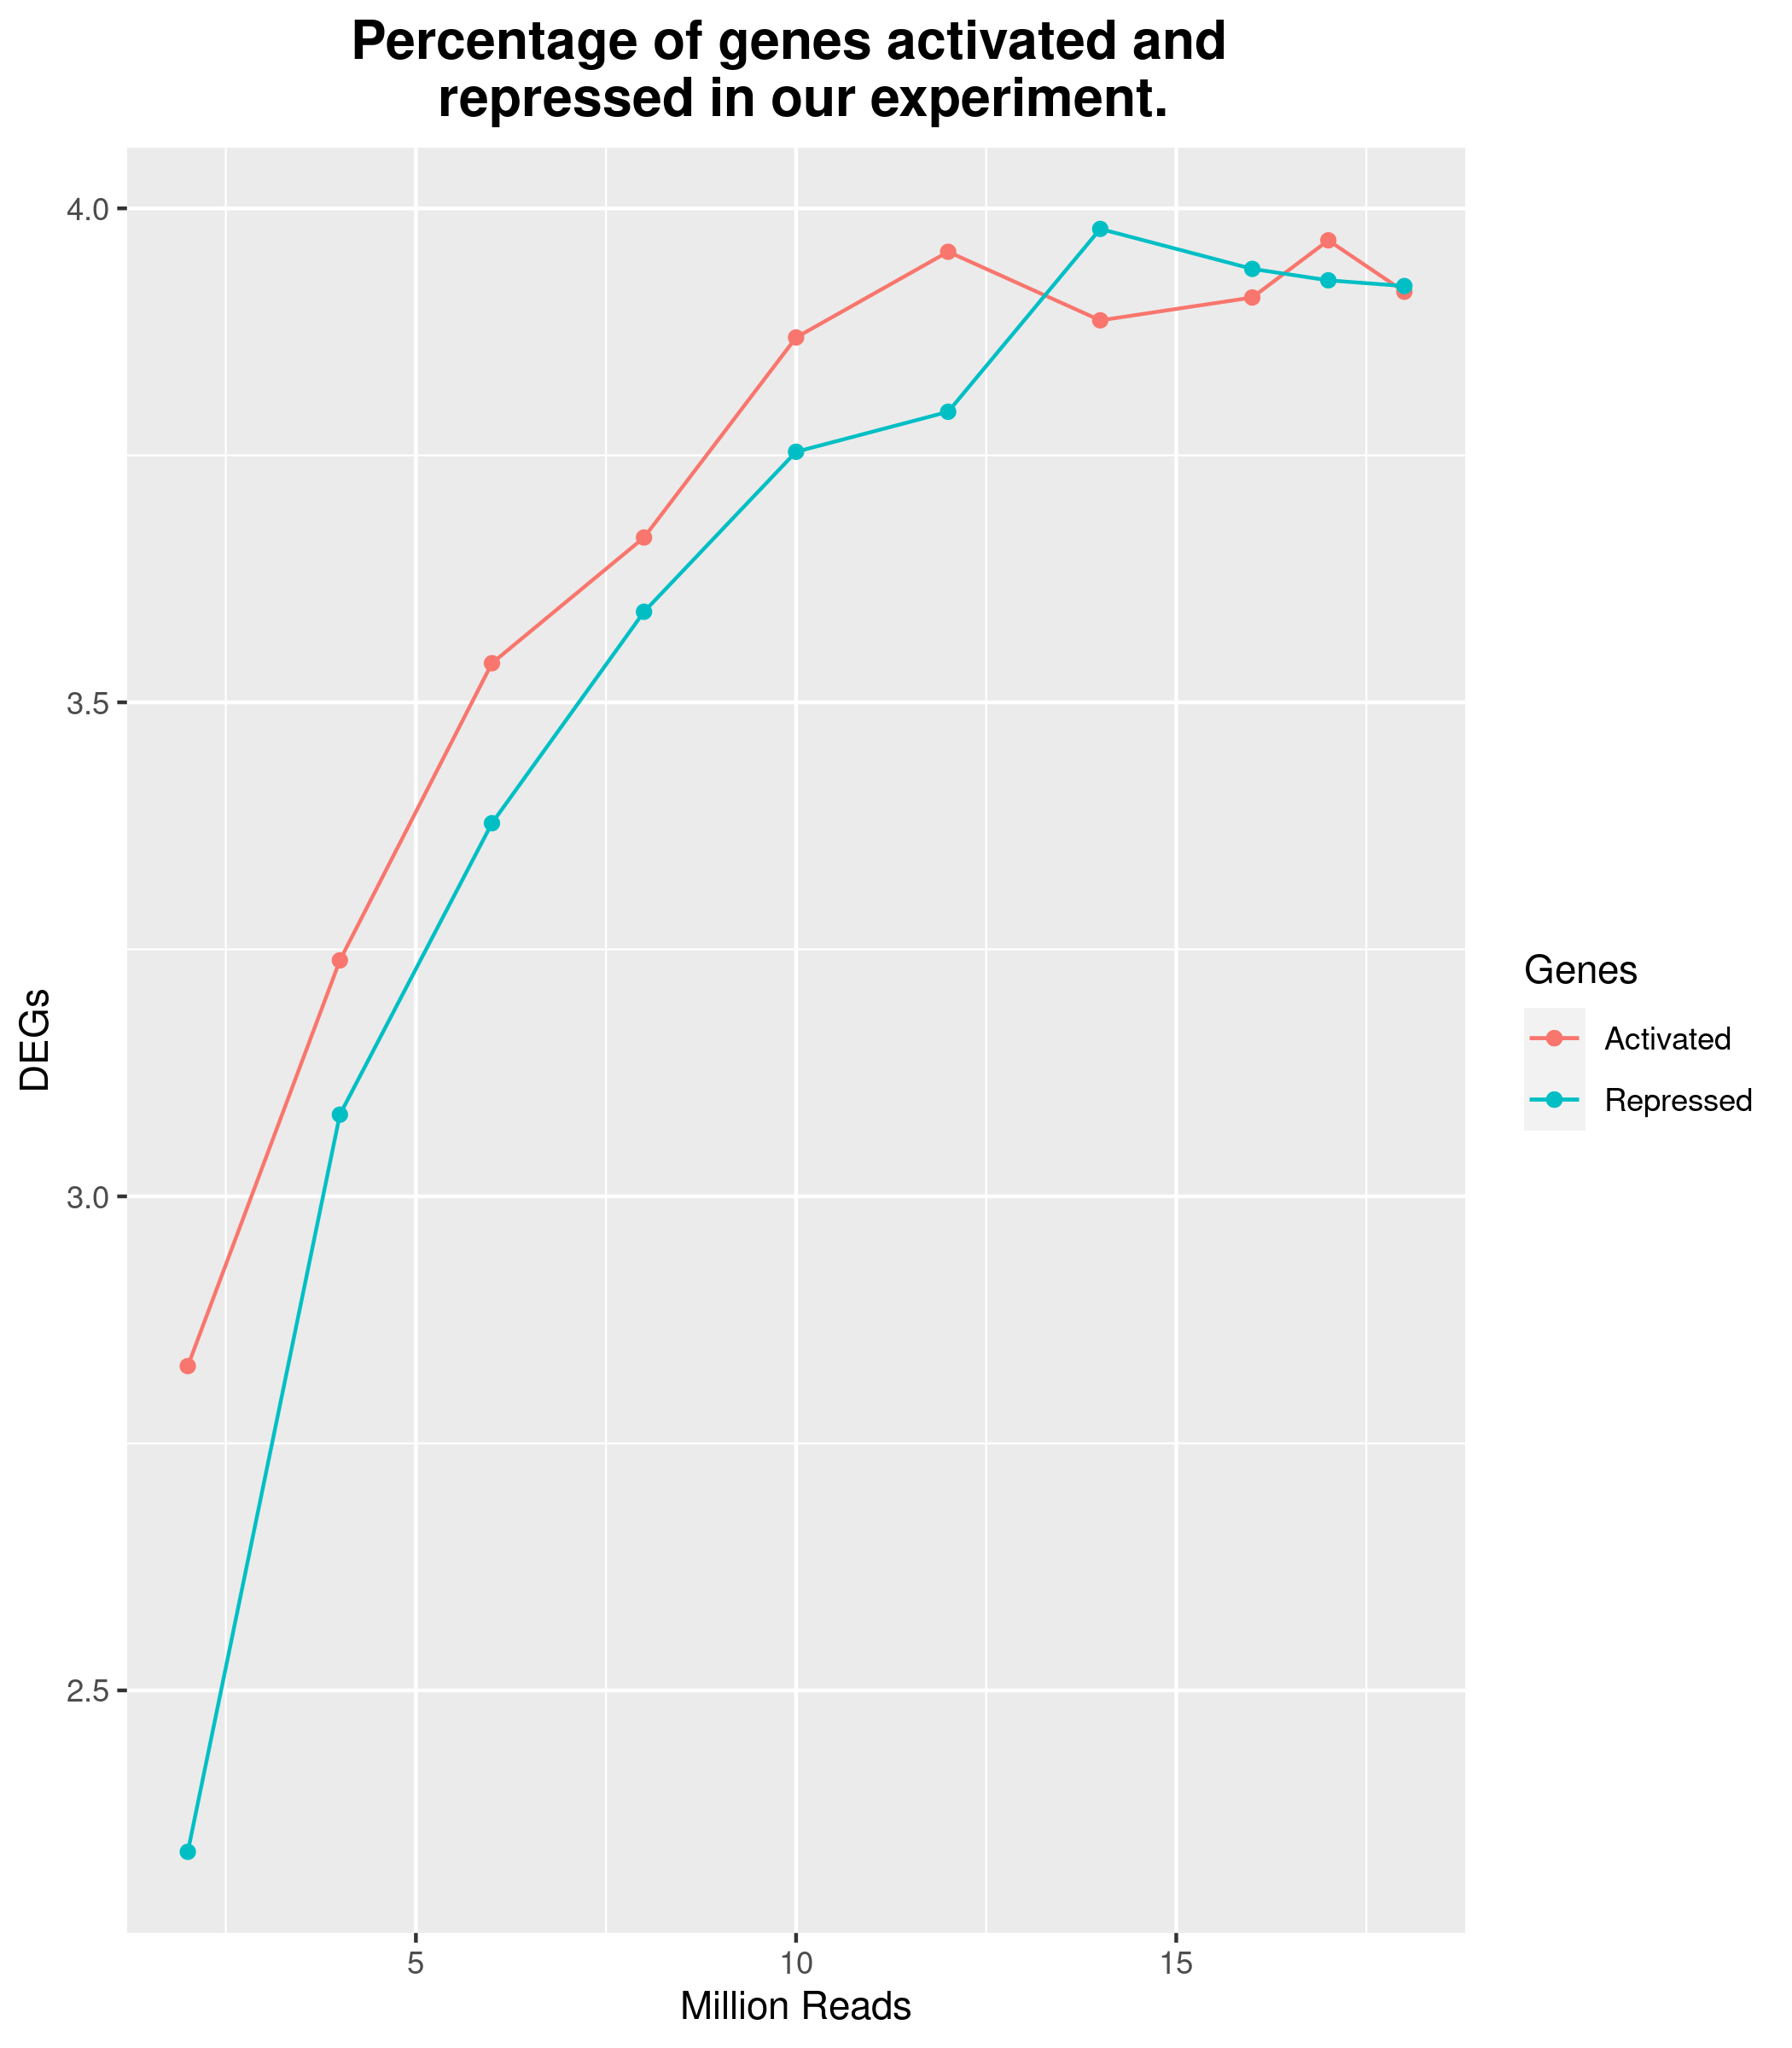 Percentage of genes activated and
repressed in our experiment.
4.0
3.5
3.0
2.5
DEGs
5 10 15
Million Reads
Genes
Activated
Repressed